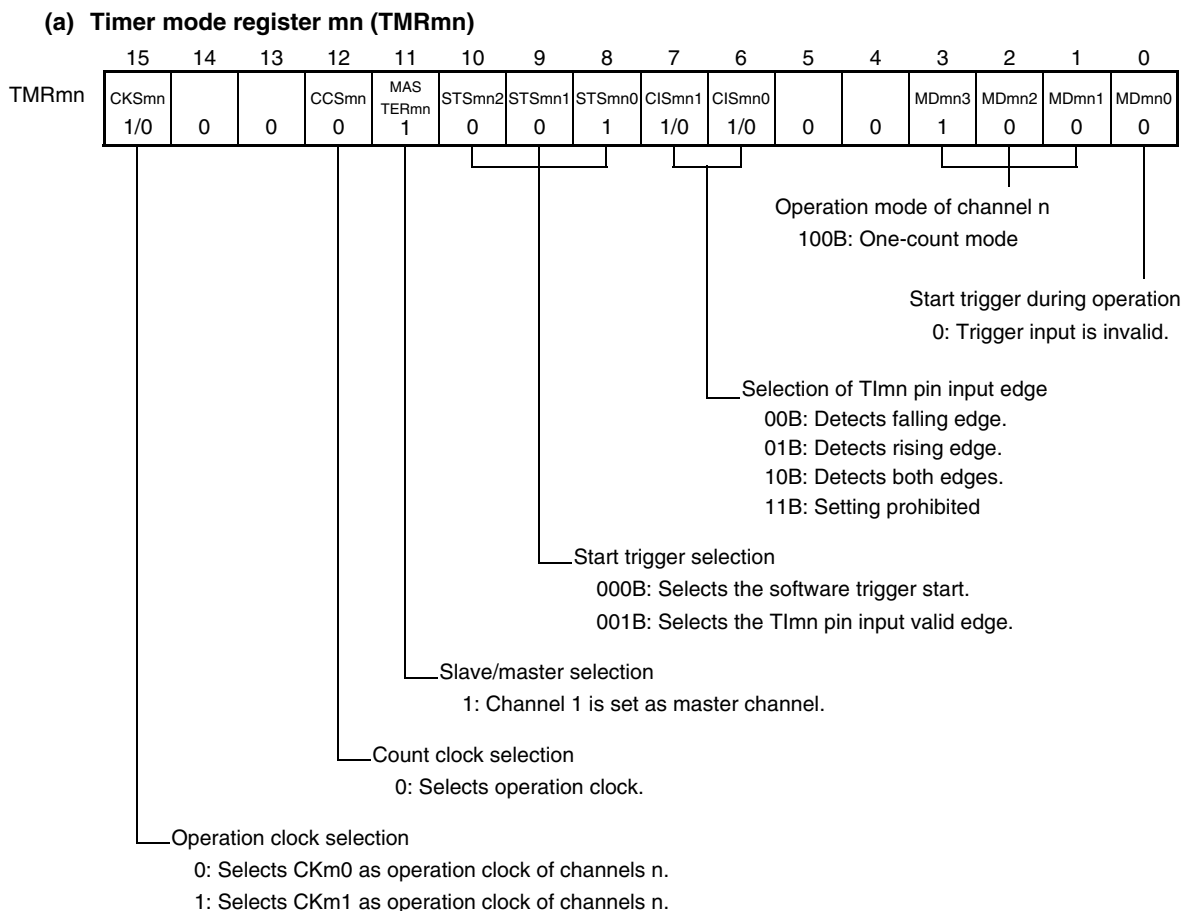 (a) Timer mode register mn (TMRmn)
15 14 13 12 11 10 9 8 7 6 5 4 3 2 1 0
TMRmn CKSmn CCSmn MAS TERmn STSmn2 STSmn1 STSmn0 CISmn1 CISmn0 MDmn3 MDmn2 MDmn1 MDmn0
1/0 0 0 0 1 0 0 1 1/0 1/0 0 0 1 0 0 0
Operation mode of channel n
100B: One-count mode
Start trigger during operation
0: Trigger input is invalid.
Selection of TImn pin input edge
00B: Detects falling edge.
01B: Detects rising edge.
10B: Detects both edges.
11B: Setting prohibited
Start trigger selection
000B: Selects the software trigger start.
001B: Selects the TImn pin input valid edge.
Slave/master selection
1: Channel 1 is set as master channel.
Count clock selection
0: Selects operation clock.
Operation clock selection
0: Selects CKm0 as operation clock of channels n.
1: Selects CKm1 as operation clock of channels n.